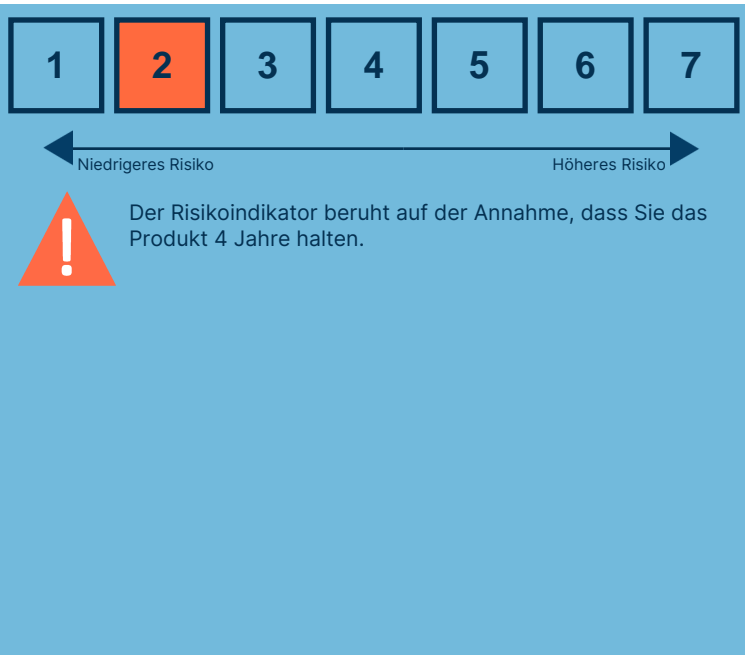 1 2 3 4 5 6 7
Niedrigeres Risiko Höheres Risiko
!
Der Risikoindikator beruht auf der Annahme, dass Sie das
Produkt 4 Jahre halten.